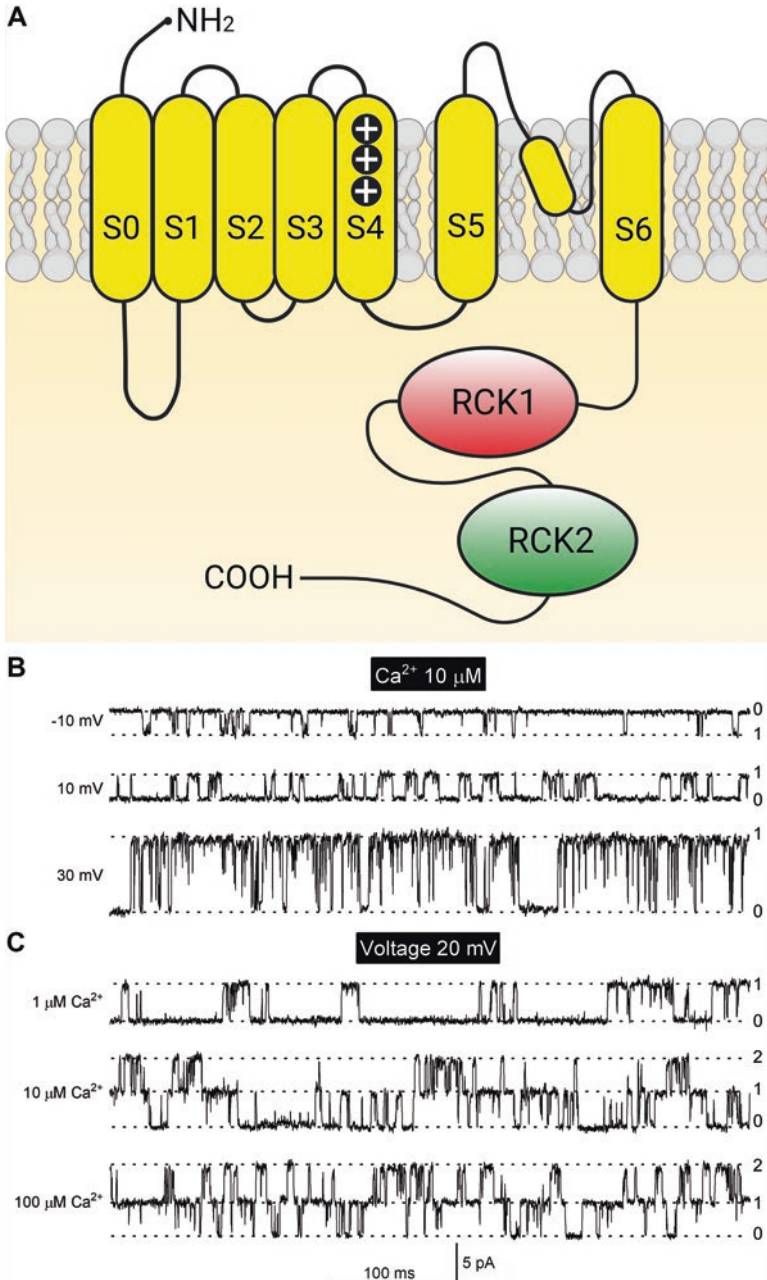 A
NH₂
+
+
+
S0 S1 S2 S3 S4 S5 S6
RCK1
RCK2
COOH
B
Ca²⁺ 10 µM
-10 mV
0
1
10 mV
1
0
30 mV
1
0
C
Voltage 20 mV
1 µM Ca²⁺
1
0
10 µM Ca²⁺
2
1
0
100 µM Ca²⁺
2
1
0
100 ms
5 pA